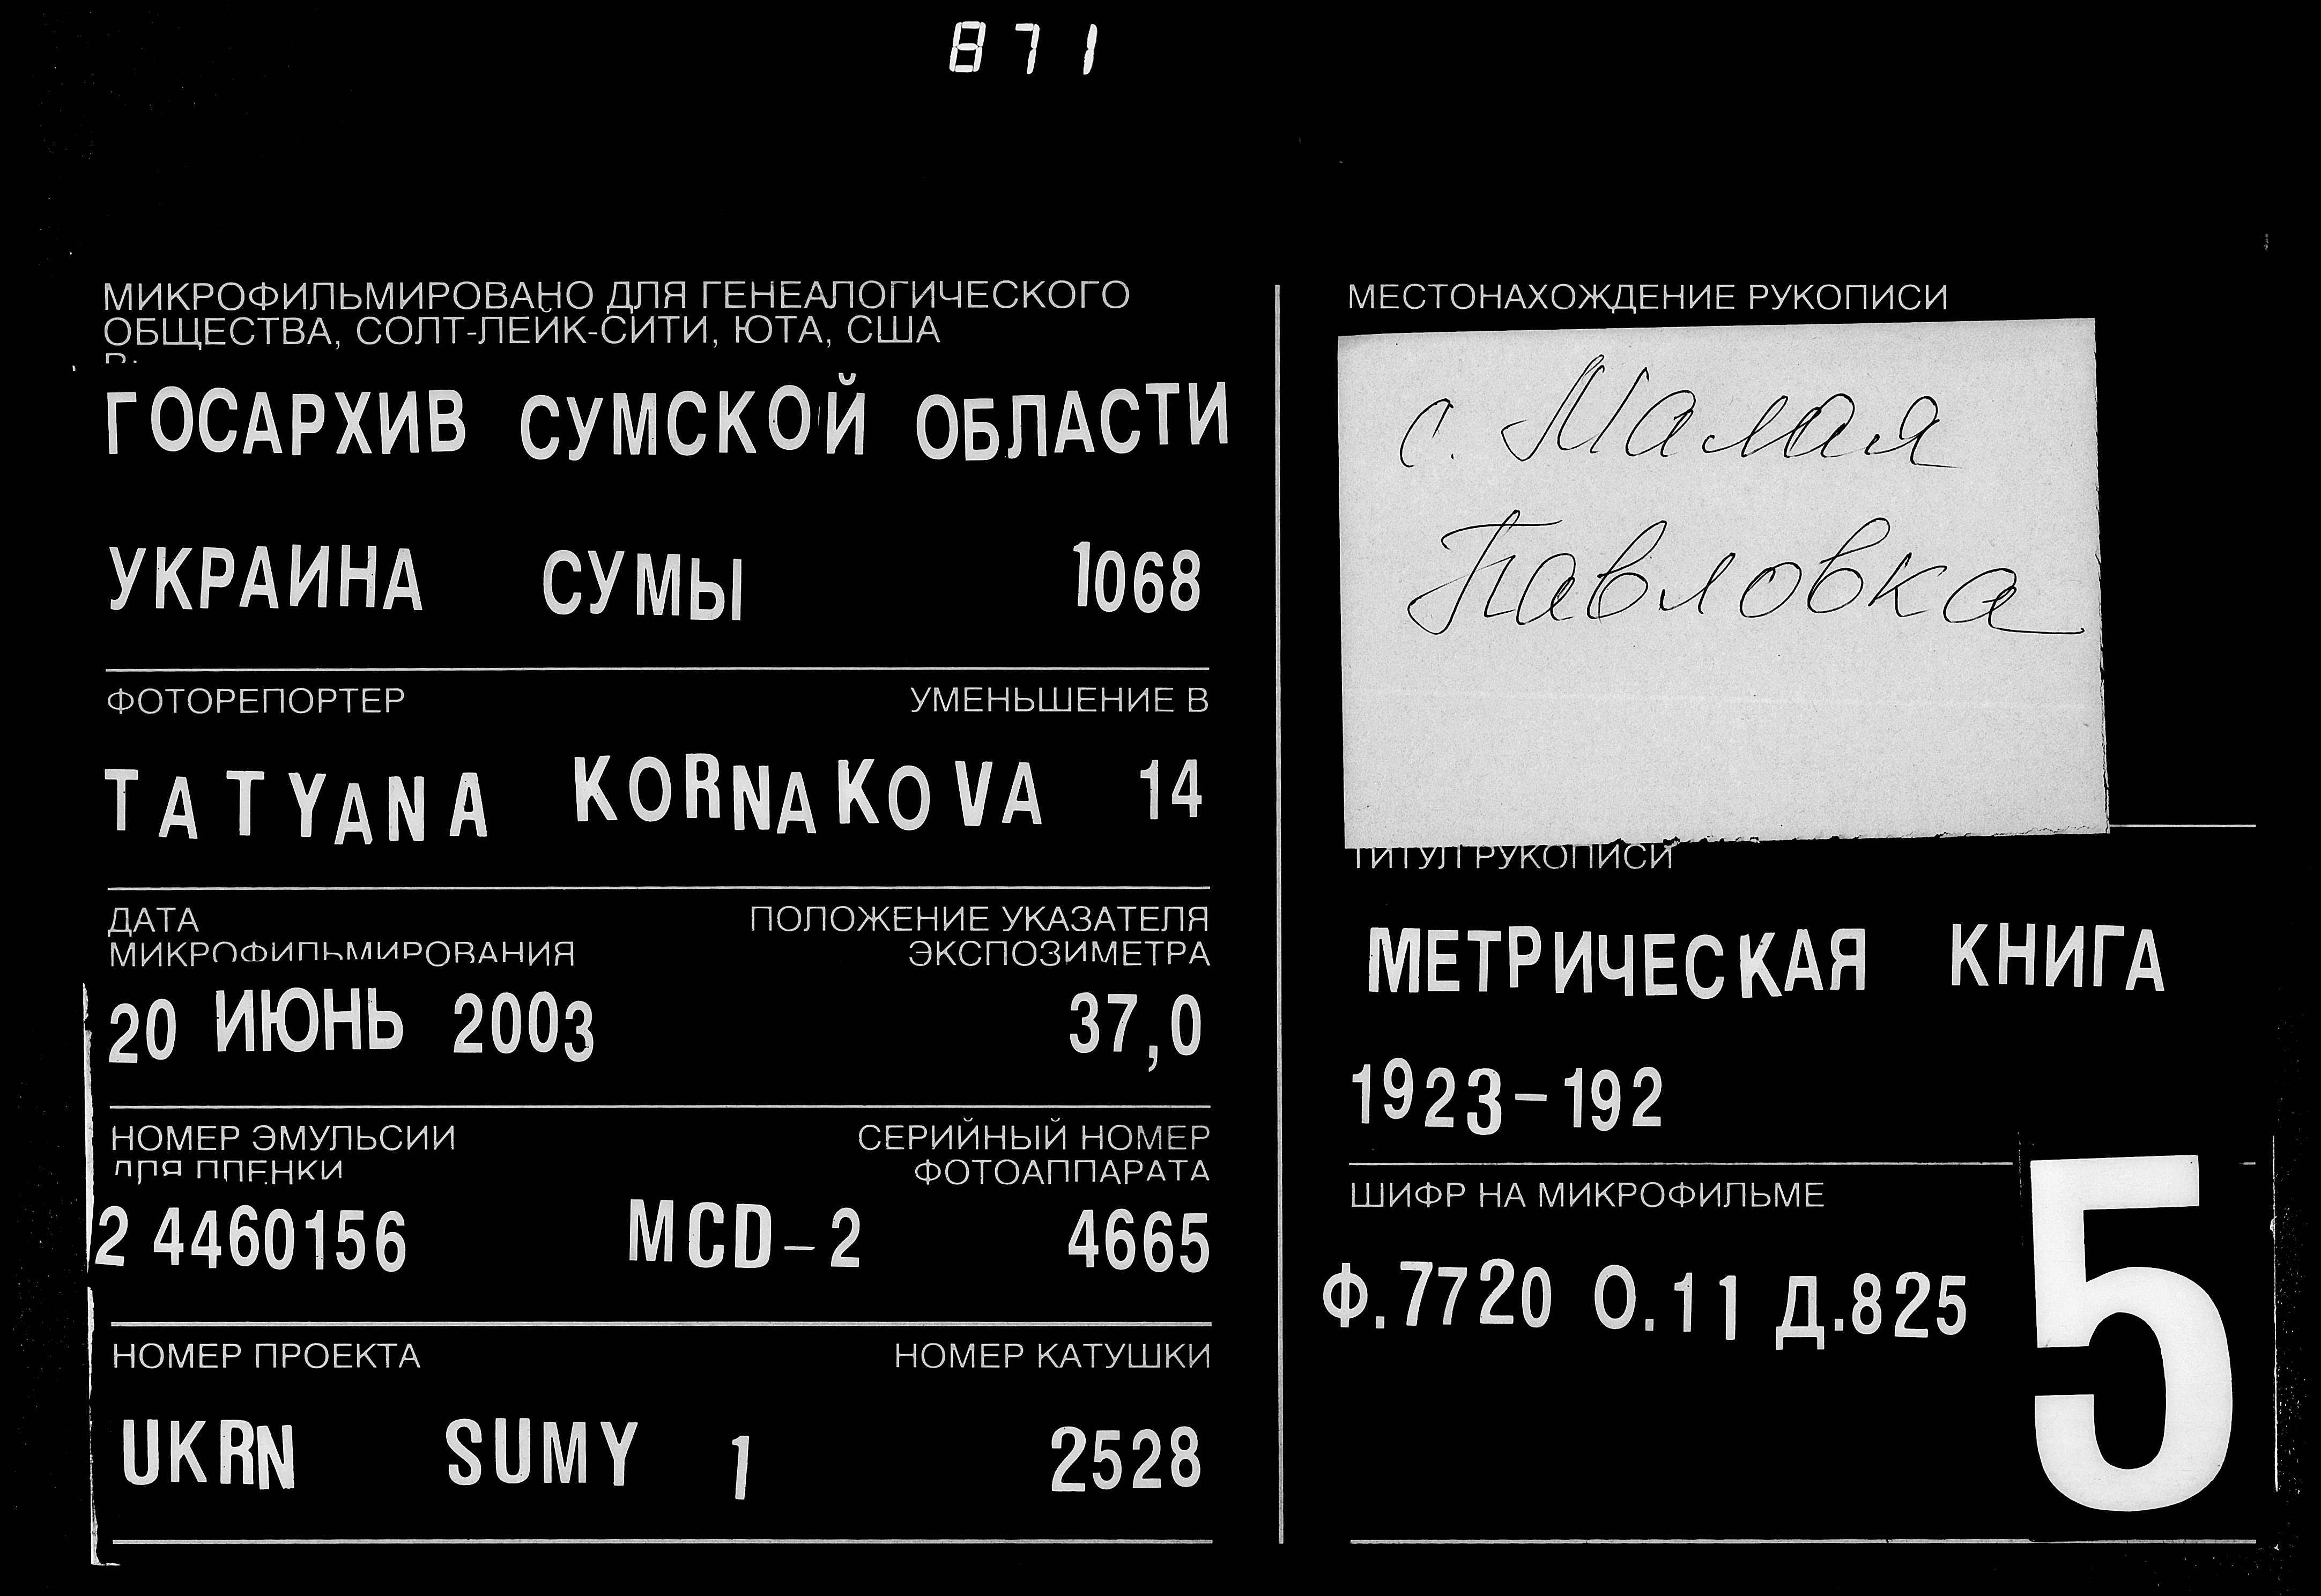 871
МИКРОФИЛЬМИРОВАНО ДЛЯ ГЕНЕАЛОГИЧЕСКОГО
ОБЩЕСТВА, СОЛТ-ЛЕЙК-СИТИ, ЮТА, США
ГОСАРХИВ СУМСКОЙ ОБЛАСТИ
УКРАИНА СУМЫ 1068
ФОТОРЕПОРТЕР УМЕНЬШЕНИЕ В
TATYANA KORNAKOVA 14
ДАТА ПОЛОЖЕНИЕ УКАЗАТЕЛЯ
МИКРОФИЛЬМИРОВАНИЯ ЭКСПОЗИМЕТРА
20 ИЮНЬ 2003 37,0
НОМЕР ЭМУЛЬСИИ СЕРИЙНЫЙ НОМЕР
ДЛЯ ПЛЕНКИ ФОТОАППАРАТА
2 4460156 MCD-2 4665
НОМЕР ПРОЕКТА НОМЕР КАТУШКИ
UKRN SUMY 1 2528
МЕСТОНАХОЖДЕНИЕ РУКОПИСИ
с. Малая
Павловка
ТИТУЛ РУКОПИСИ
МЕТРИЧЕСКАЯ КНИГА
1923-192
ШИФР НА МИКРОФИЛЬМЕ
Ф.7720 О.11 Д.825
5